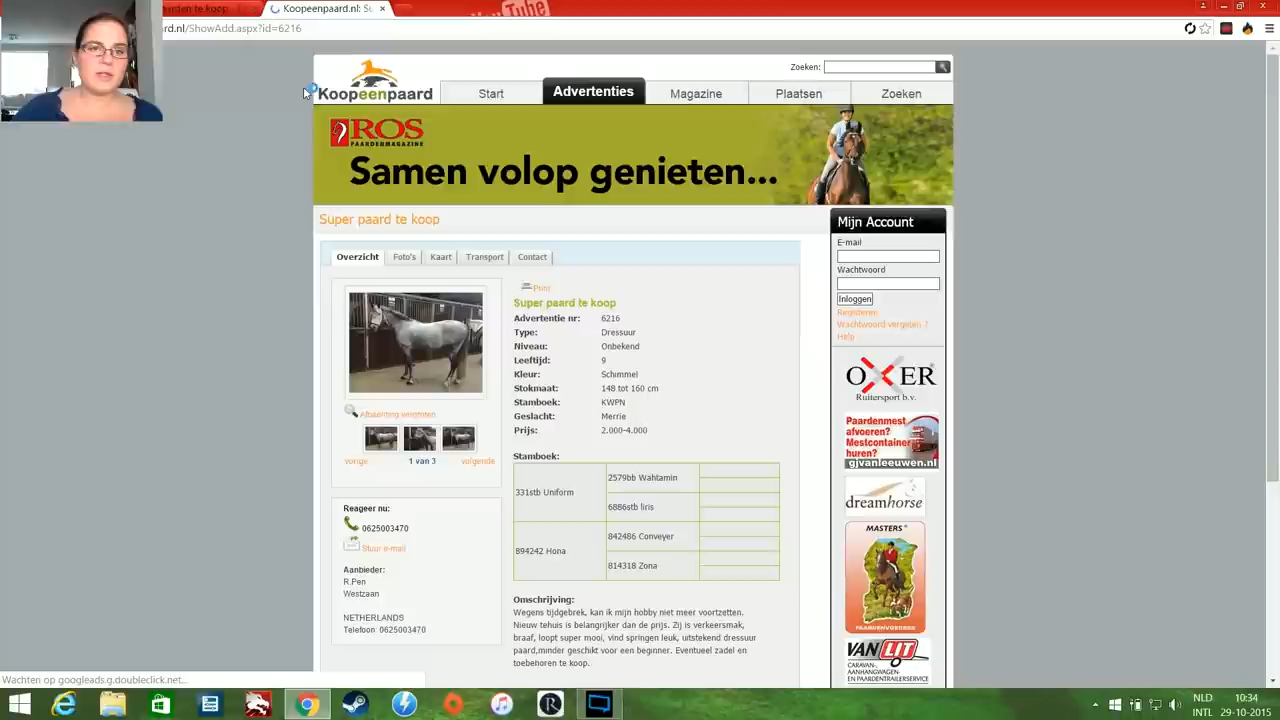 rden te koop
Koopeenpaard.nl: Su
YouTube
rd.nl/ShowAdd.aspx?id=6216
Zoeken:
Koopeenpaard
Start
Advertenties
Magazine
Plaatsen
Zoeken
ROS
PAARDENMAGAZINE
Samen volop genieten...
Super paard te koop
Overzicht
Foto's
Kaart
Transport
Contact
Print
Super paard te koop
Advertentie nr: 6216
Type: Dressuur
Niveau: Onbekend
Leeftijd: 9
Kleur: Schimmel
Stokmaat: 148 tot 160 cm
Stamboek: KWPN
Geslacht: Merrie
Prijs: 2.000-4.000
Afbeelding vergroten
vorige 1 van 3 volgende
Stamboek:
331stb Uniform
2579bb Wahtamin
6886stb Iiris
894242 Hona
842486 Conveyer
814318 Zona
Reageer nu:
0625003470
Stuur e-mail
Aanbieder:
R.Pen
Westzaan
NETHERLANDS
Telefoon: 0625003470
Omschrijving:
Wegens tijdgebrek, kan ik mijn hobby niet meer voortzetten.
Nieuw tehuis is belangrijker dan de prijs. Zij is verkeersmak,
braaf, loopt super mooi, vind springen leuk, uitstekend dressuur
paard,minder geschikt voor een beginner. Eventueel zadel en
toebehoren te koop.
Mijn Account
E-mail
Wachtwoord
Inloggen
Registeren
Wachtwoord vergeten ?
Help
OXER
Ruitersport b.v.
Paardenmest
afvoeren?
Mestcontainer
huren?
gjvanleeuwen.nl
dreamhorse
MASTERS
PAARDENVOEDERS
VAN LIT
CARAVAN-,
AANHANGWAGEN-
EN PAARDENTRAILERSERVICE
Wachten op googleads.g.doubleclick.net...
NLD
INTL
10:34
29-10-2015